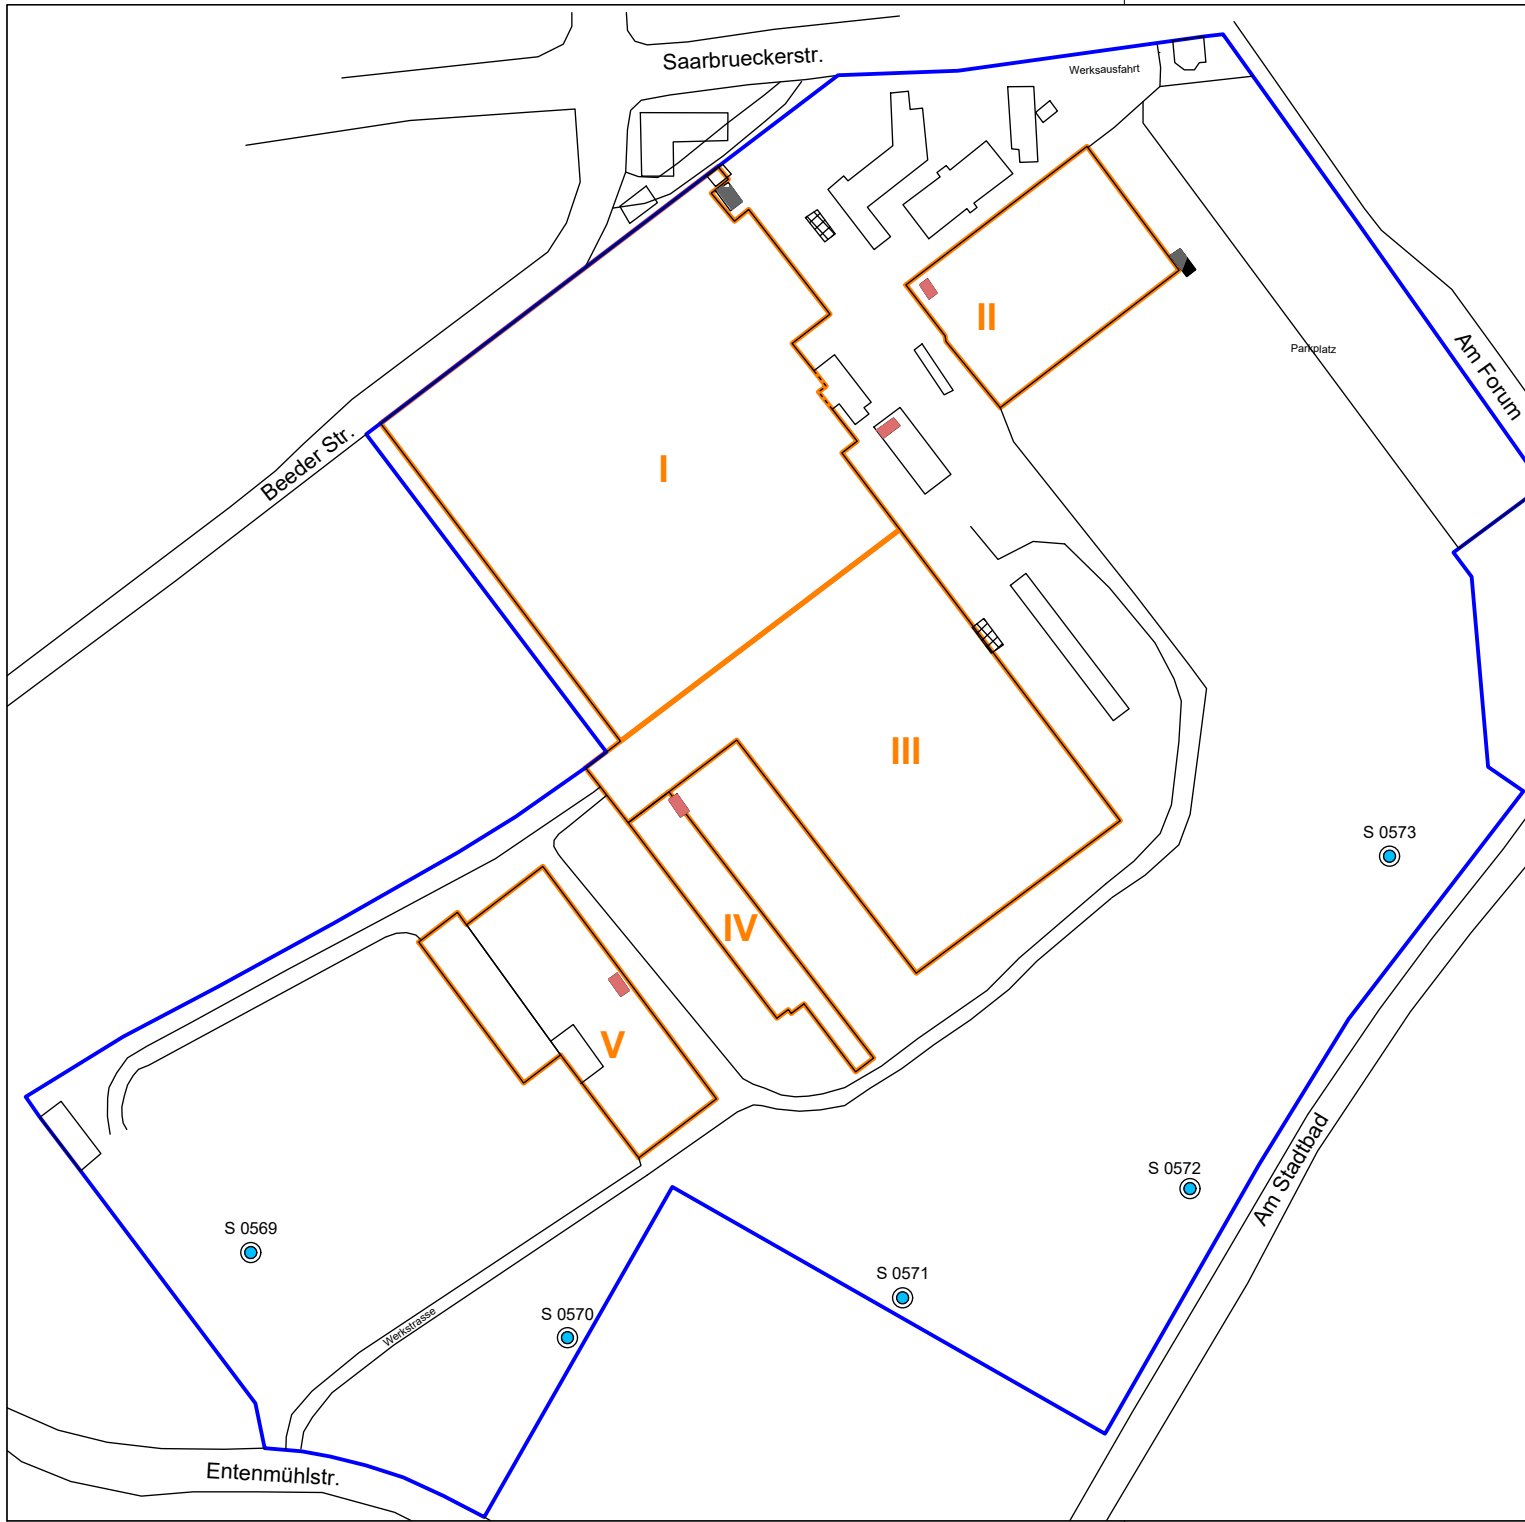 Saarbrueckerstr.
Werksausfahrt
II
Parkplatz
Am Forum
Beeder Str.
I
III
S 0573
IV
V
S 0572
Am Stadtbad
S 0569
S 0571
S 0570
Werkstrasse
Entenmühlstr.